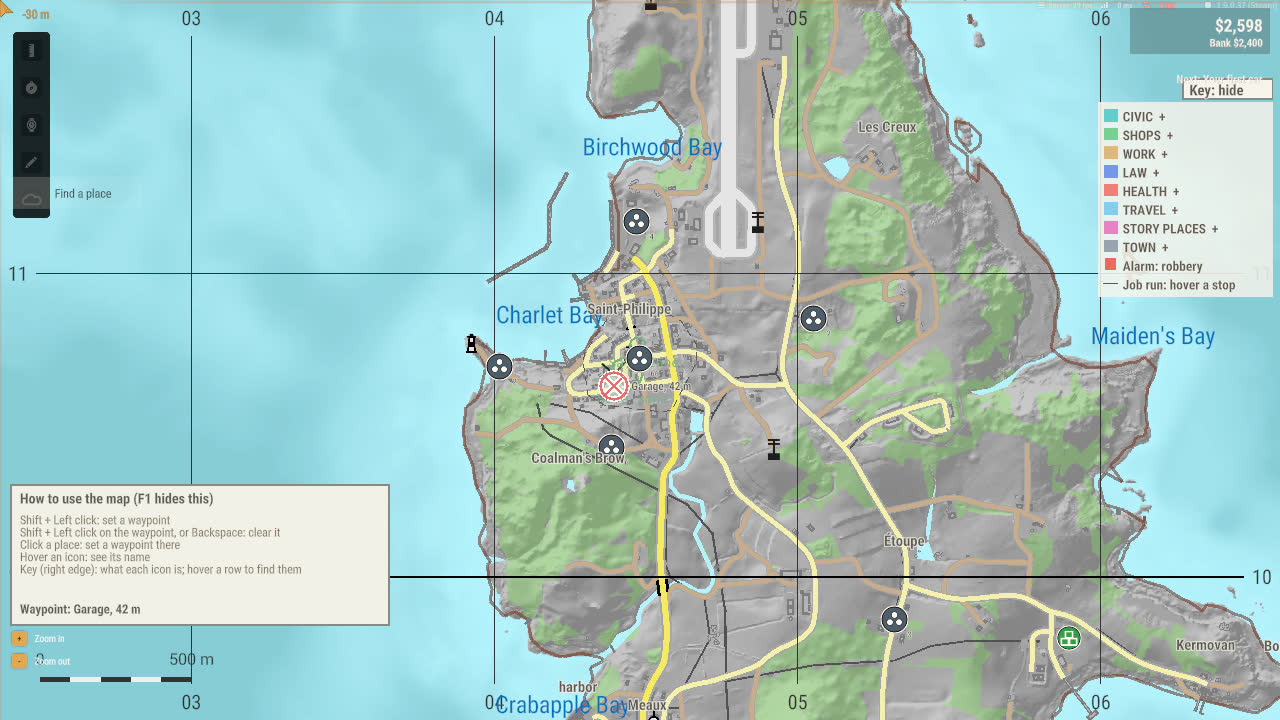 -30 m
03
04
05
06
$2,598
Bank $2,400
Key: hide
CIVIC +
SHOPS +
WORK +
LAW +
HEALTH +
TRAVEL +
STORY PLACES +
TOWN +
Alarm: robbery
Job run: hover a stop
Find a place
Birchwood Bay
Les Creux
11
11
Charlet Bay
Saint-Philippe
Maiden's Bay
Garage, 42 m
Coalman's Brow
Étoupe
10
Kermovan
Bo
How to use the map (F1 hides this)
Shift + Left click: set a waypoint
Shift + Left click on the waypoint, or Backspace: clear it
Click a place: set a waypoint there
Hover an icon: see its name
Key (right edge): what each icon is; hover a row to find them
Waypoint: Garage, 42 m
+ Zoom in
- Zoom out
0
500 m
harbor
Crabapple Bay
Meaux
03
04
05
06